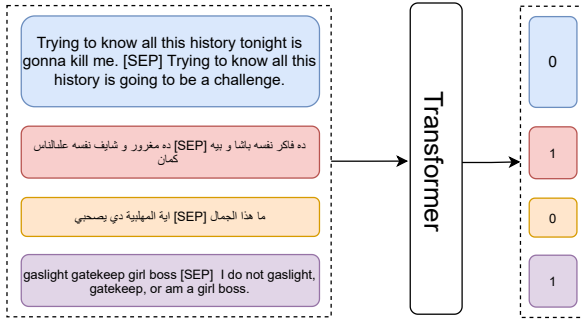 Trying to know all this history tonight is
gonna kill me. [SEP] Trying to know all this
history is going to be a challenge.
0
ده فاكر نفسه باشا و بيه [SEP] ده مغرور و شايف نفسه علىالناس
كمان
1
ما هذا الجمال [SEP] اية المهلبية دي يصحبي
0
gaslight gatekeep girl boss [SEP] I do not gaslight,
gatekeep, or am a girl boss.
1
Transformer